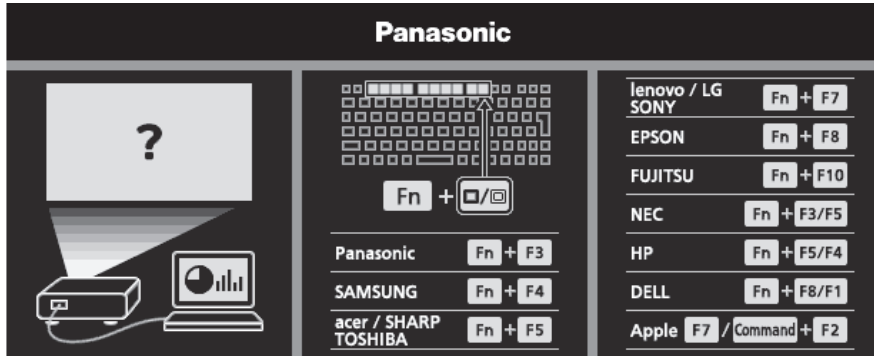 Panasonic
?
Fn + □/回
Panasonic Fn + F3
SAMSUNG Fn + F4
acer / SHARP
TOSHIBA Fn + F5
lenovo / LG
SONY Fn + F7
EPSON Fn + F8
FUJITSU Fn + F10
NEC Fn + F3/F5
HP Fn + F5/F4
DELL Fn + F8/F1
Apple F7 / Command + F2